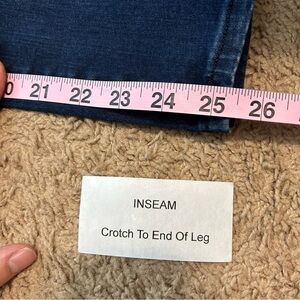 0 21 22 23 24 25 26
INSEAM
Crotch To End Of Leg